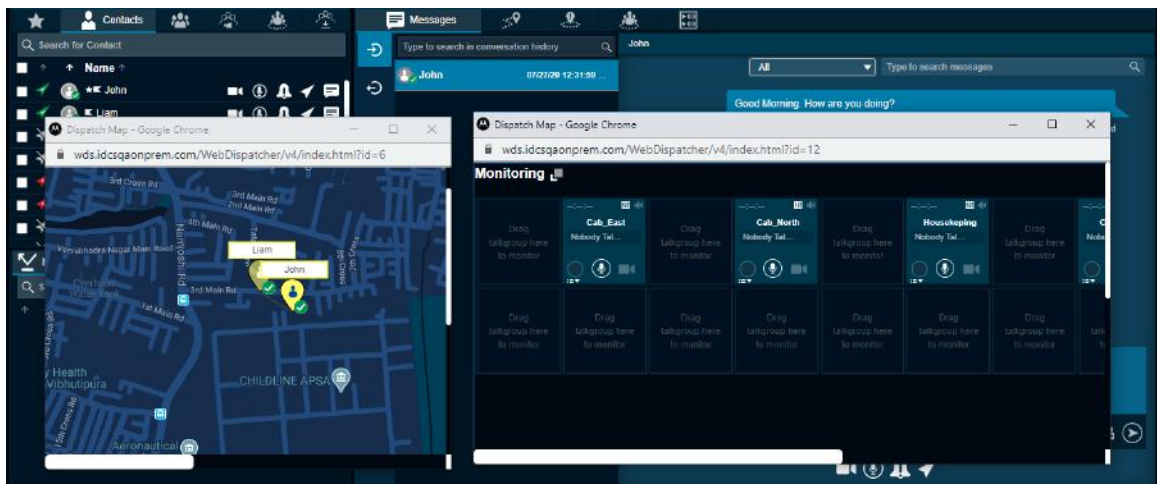 Contacts
Messages
Search for Contact
Type to search in conversation history
John
Name
John
07/27/20 12:31:50 ...
All
Type to search messages
John
Liam
Good Morning. How are you doing?
Dispatch Map - Google Chrome
wds.idcsqaonprem.com/WebDispatcher/v4/index.html?id=6
3rd Cross Rd
3rd Main Rd
2nd Main Rd
4th Main Rd
Namjoshi Rd
Veerabhadra Nagar Main Road
Liam
John
3rd Main Rd
1st Main Rd
Health
Vibhutipura
CHILDLINE APSA
Aeronautical
Dispatch Map - Google Chrome
wds.idcsqaonprem.com/WebDispatcher/v4/index.html?id=12
Monitoring
Drag
talkgroup here
to monitor
Cab_East
Nobody Tal...
Drag
talkgroup here
to monitor
Cab_North
Nobody Tal...
Drag
talkgroup here
to monitor
Housekeping
Nobody Tal...
Drag
talkgroup here
to monitor
Drag
talkgroup here
to monitor
Drag
talkgroup here
to monitor
Drag
talkgroup here
to monitor
Drag
talkgroup here
to monitor
Drag
talkgroup here
to monitor
Drag
talkgroup here
to monitor
Drag
talkgroup here
to monitor